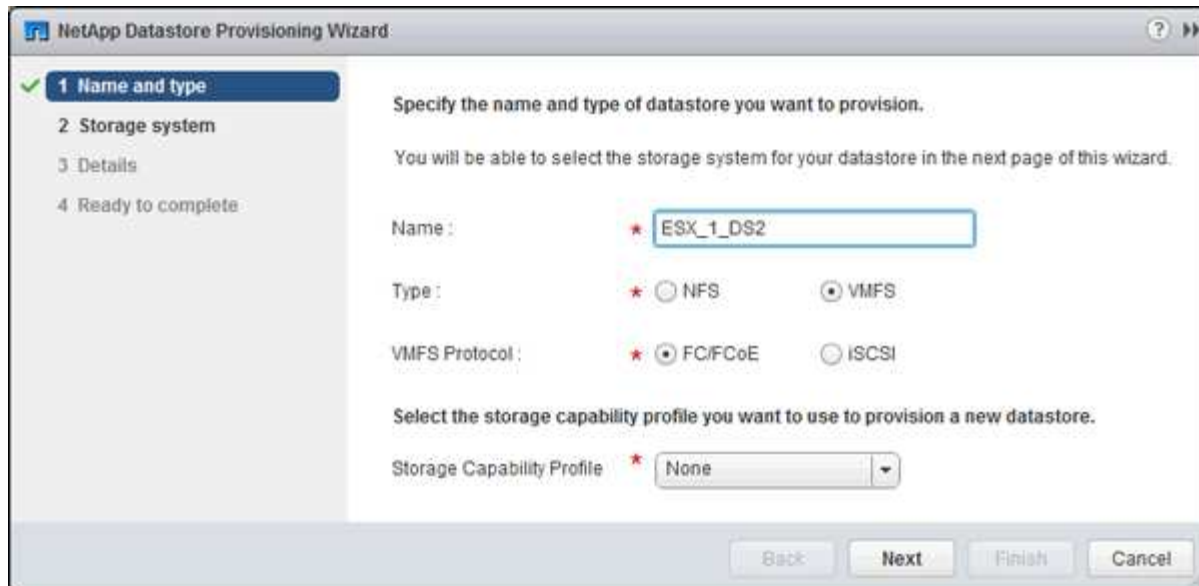 NetApp Datastore Provisioning Wizard
?
1 Name and type
2 Storage system
3 Details
4 Ready to complete
Specify the name and type of datastore you want to provision.
You will be able to select the storage system for your datastore in the next page of this wizard.
Name : * ESX_1_DS2
Type : * NFS VMFS
VMFS Protocol : * FC/FCoE iSCSI
Select the storage capability profile you want to use to provision a new datastore.
Storage Capability Profile * None
Back Next Finish Cancel